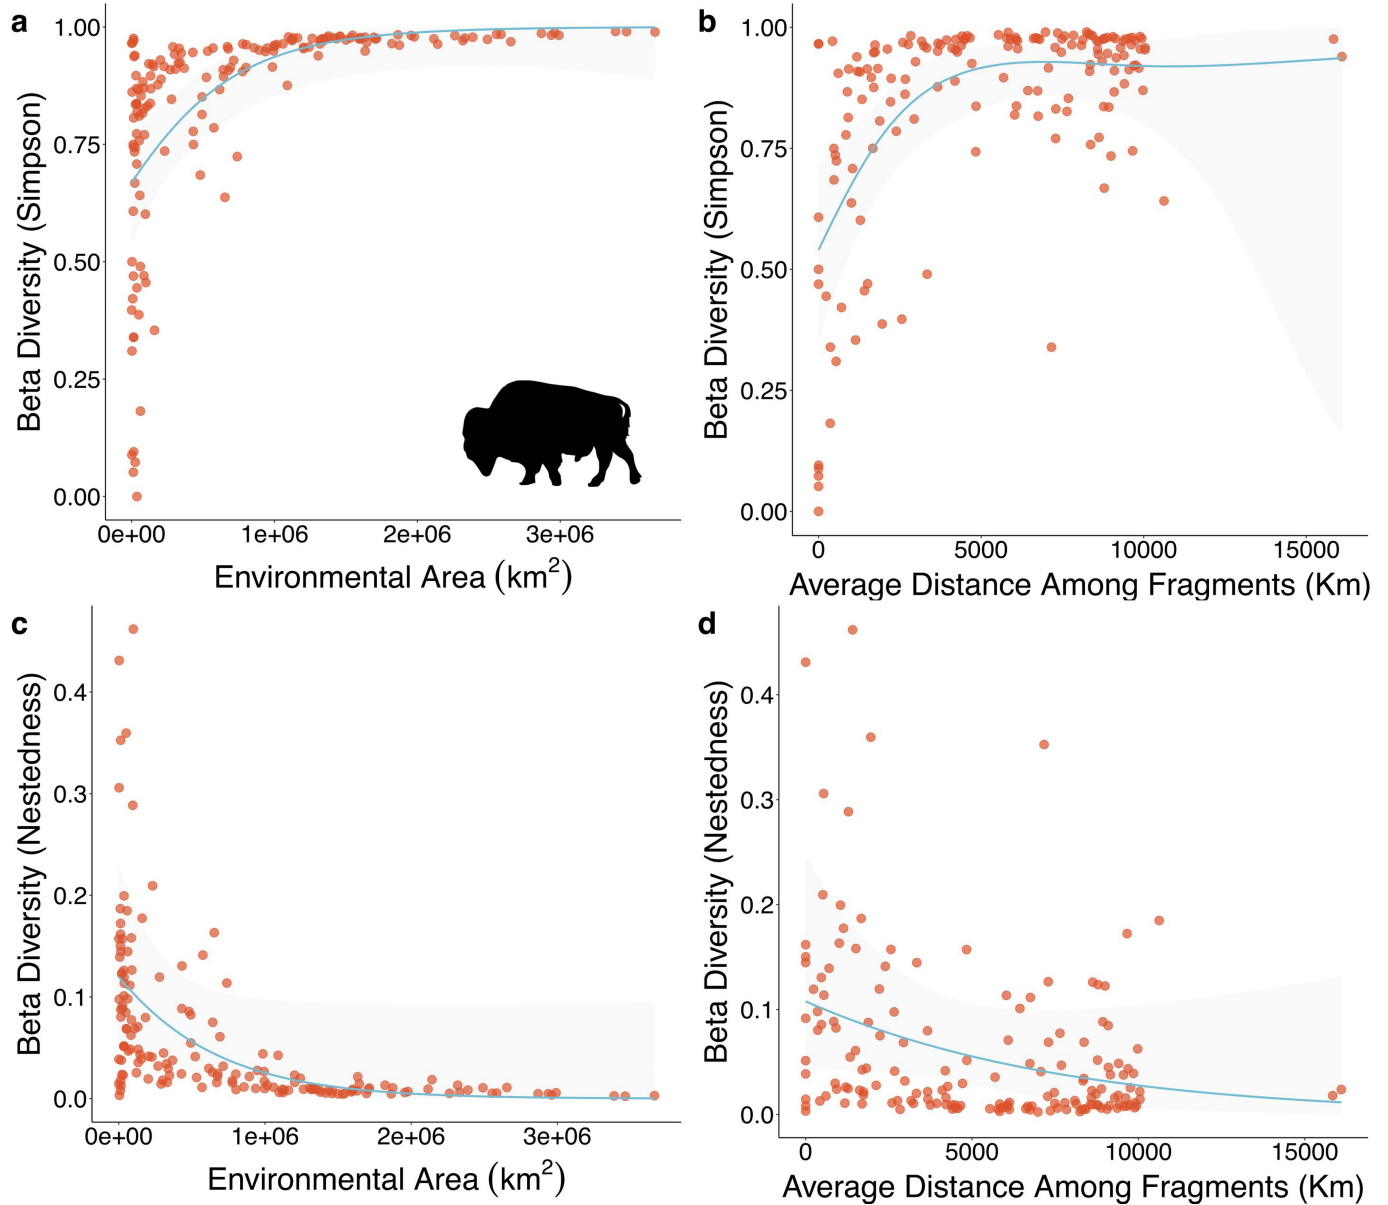 a
1.00
0.75
0.50
0.25
0.00
Beta Diversity (Simpson)
0e+00 1e+06 2e+06 3e+06
Environmental Area (km²)
b
1.00
0.75
0.50
0.25
0.00
Beta Diversity (Simpson)
0 5000 10000 15000
Average Distance Among Fragments (Km)
c
0.4
0.3
0.2
0.1
0.0
Beta Diversity (Nestedness)
0e+00 1e+06 2e+06 3e+06
Environmental Area (km²)
d
0.4
0.3
0.2
0.1
0.0
Beta Diversity (Nestedness)
0 5000 10000 15000
Average Distance Among Fragments (Km)